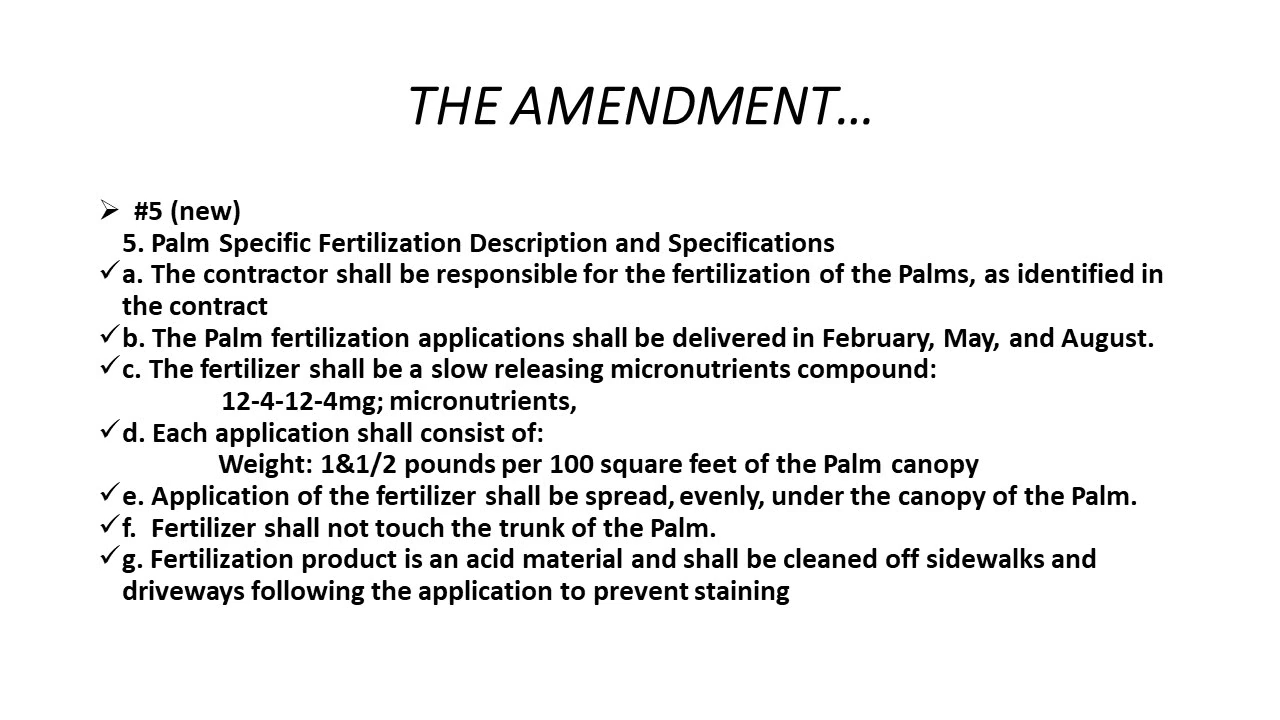 THE AMENDMENT...
#5 (new)
5. Palm Specific Fertilization Description and Specifications
a. The contractor shall be responsible for the fertilization of the Palms, as identified in
the contract
b. The Palm fertilization applications shall be delivered in February, May, and August.
c. The fertilizer shall be a slow releasing micronutrients compound:
12-4-12-4mg; micronutrients,
d. Each application shall consist of:
Weight: 1&1/2 pounds per 100 square feet of the Palm canopy
e. Application of the fertilizer shall be spread, evenly, under the canopy of the Palm.
f. Fertilizer shall not touch the trunk of the Palm.
g. Fertilization product is an acid material and shall be cleaned off sidewalks and
driveways following the application to prevent staining